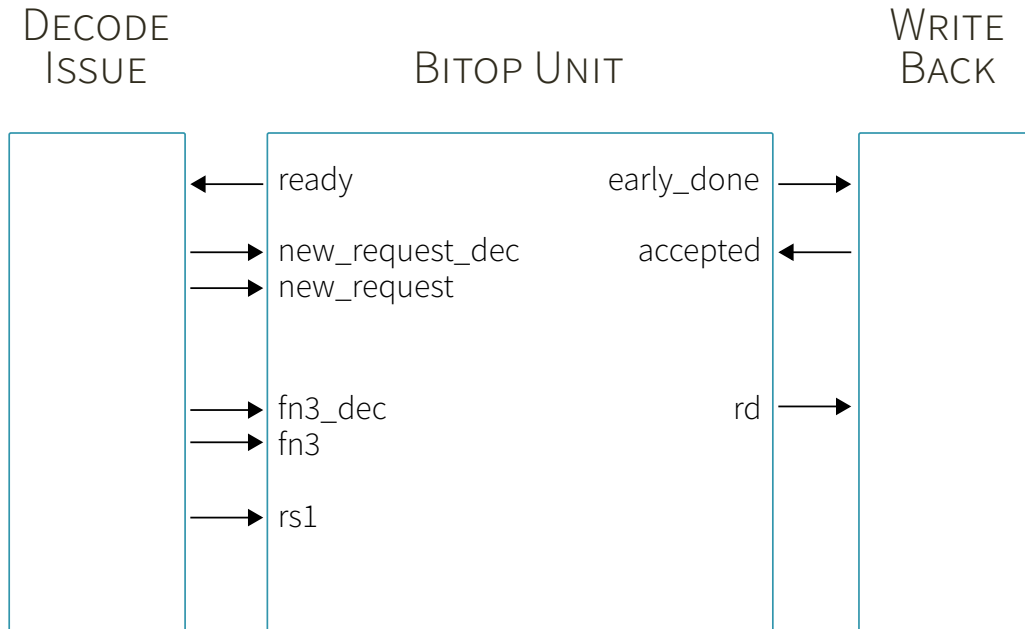 DECODE
ISSUE
BITOP UNIT
WRITE
BACK
ready
early_done
new_request_dec
accepted
new_request
fn3_dec
rd
fn3
rs1